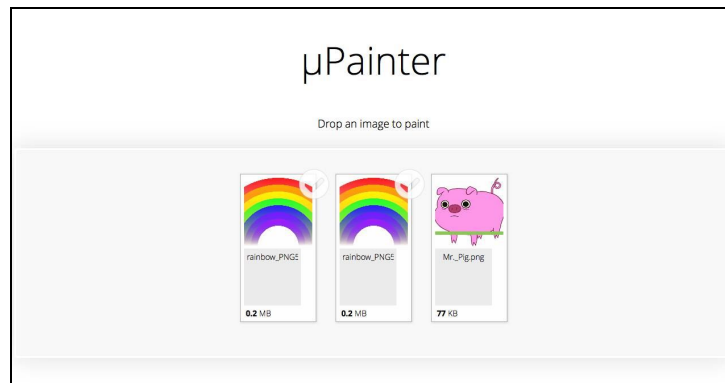 µPainter
Drop an image to paint
rainbow_PNG5
rainbow_PNG5
Mr._Pig.png
0.2 MB
0.2 MB
77 KB